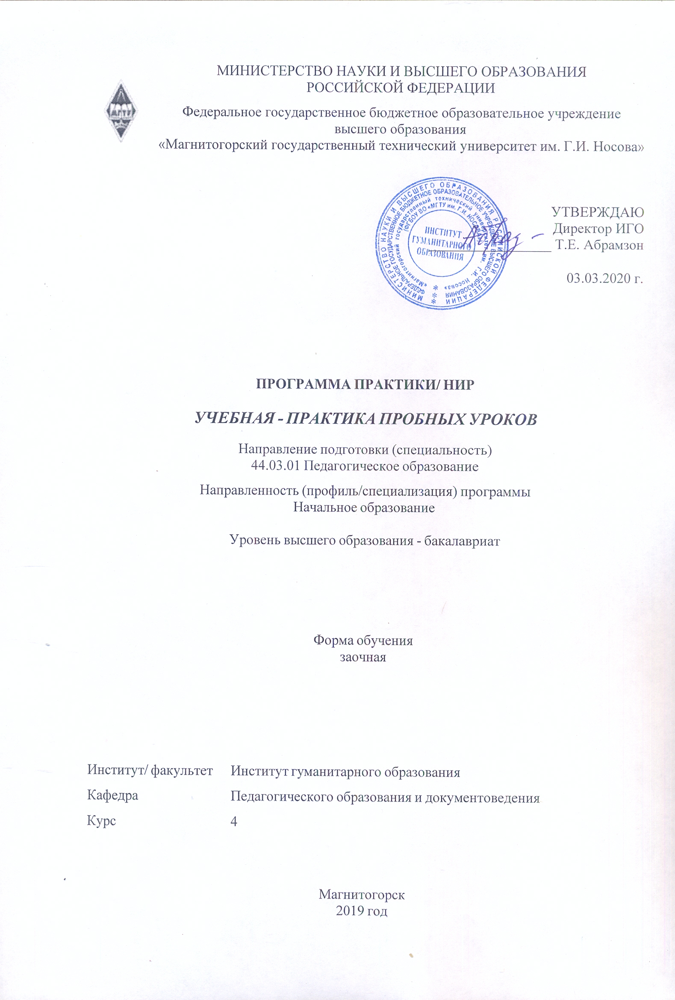 МИНИСТЕРСТВО НАУКИ И ВЫСШЕГО ОБРАЗОВАНИЯ
РОССИЙСКОЙ ФЕДЕРАЦИИ
МГТУ
Федеральное государственное бюджетное образовательное учреждение
высшего образования
«Магнитогорский государственный технический университет им. Г.И. Носова»
МИНИСТЕРСТВО НАУКИ И ВЫСШЕГО ОБРАЗОВАНИЯ РОССИЙСКОЙ ФЕДЕРАЦИИ
ФЕДЕРАЛЬНОЕ ГОСУДАРСТВЕННОЕ БЮДЖЕТНОЕ ОБРАЗОВАТЕЛЬНОЕ УЧРЕЖДЕНИЕ ВЫСШЕГО ОБРАЗОВАНИЯ
«Магнитогорский государственный технический университет им. Г.И. Носова»
(ФГБОУ ВО «МГТУ им. Г.И. НОСОВА»)
ИНСТИТУТ
ГУМАНИТАРНОГО
ОБРАЗОВАНИЯ
УТВЕРЖДАЮ
Директор ИГО
Т.Е. Абрамзон
03.03.2020 г.
ПРОГРАММА ПРАКТИКИ/ НИР
УЧЕБНАЯ - ПРАКТИКА ПРОБНЫХ УРОКОВ
Направление подготовки (специальность)
44.03.01 Педагогическое образование
Направленность (профиль/специализация) программы
Начальное образование
Уровень высшего образования - бакалавриат
Форма обучения
заочная
Институт/ факультет Институт гуманитарного образования
Кафедра Педагогического образования и документоведения
Курс 4
Магнитогорск
2019 год